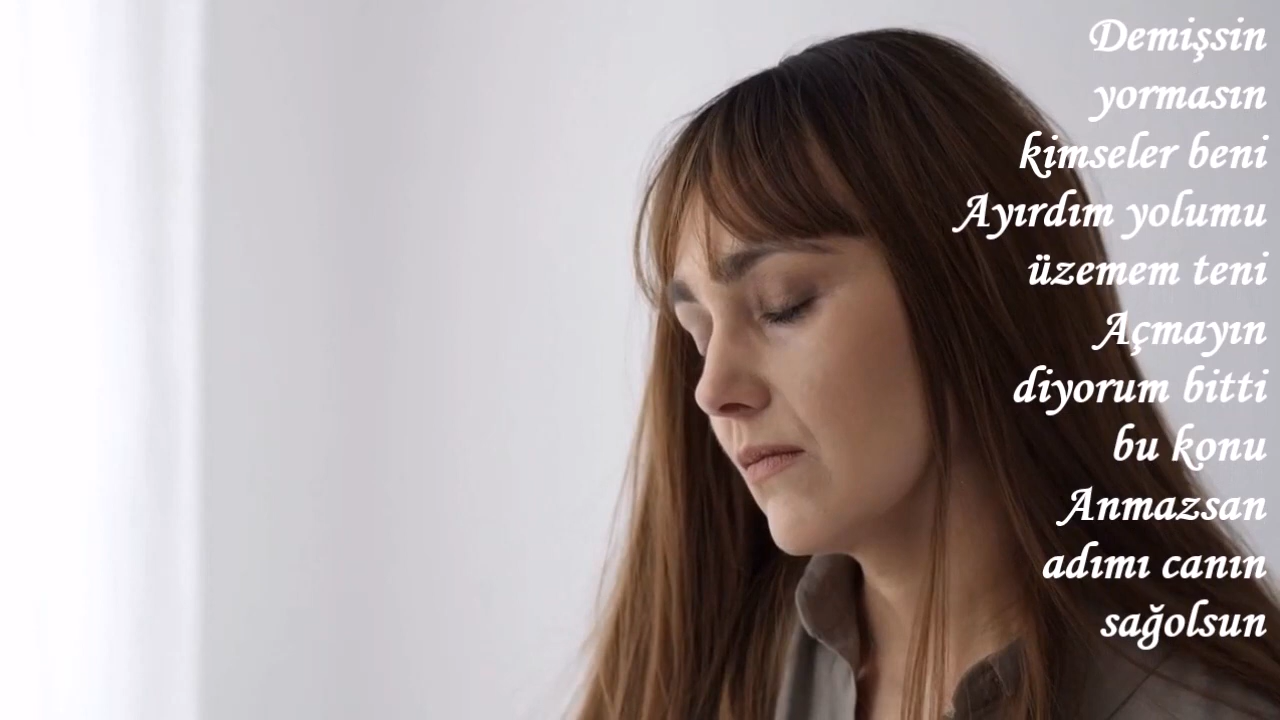 Demişsin
yormasın
kimseler beni
Ayırdım yolumu
üzemem teni
Açmayın
diyorum bitti
bu konu
Anmazsan
adımı canın
sağolsun